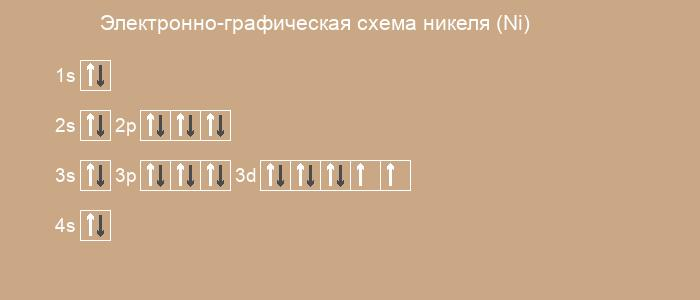 Электронно-графическая схема никеля (Ni)
1s
2s 2p
3s 3p 3d
4s